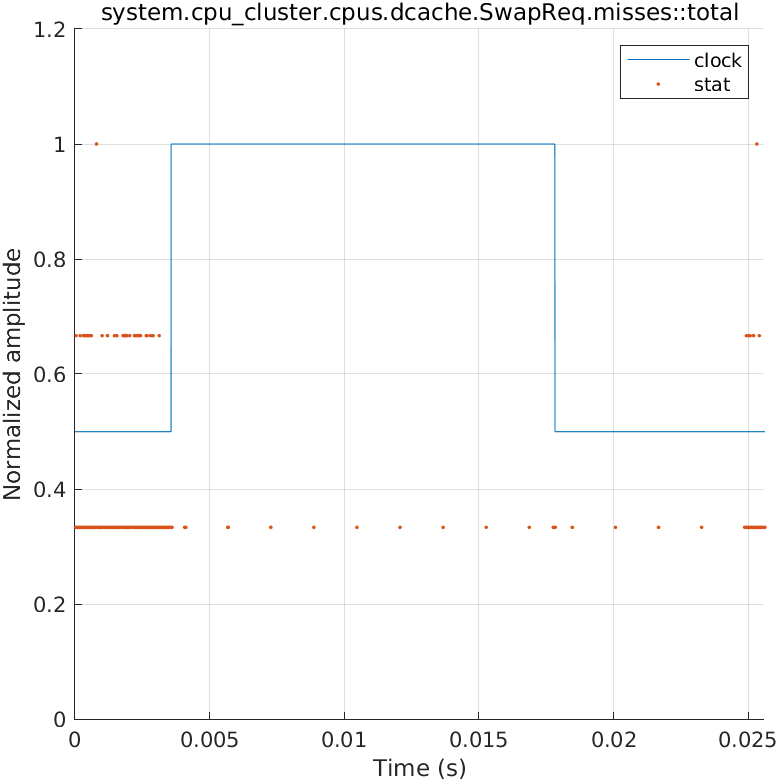 system.cpu_cluster.cpus.dcache.SwapReq.misses::total
1.2
clock
stat
1
0.8
Normalized amplitude
0.6
0.4
0.2
0
0 0.005 0.01 0.015 0.02 0.025
Time (s)